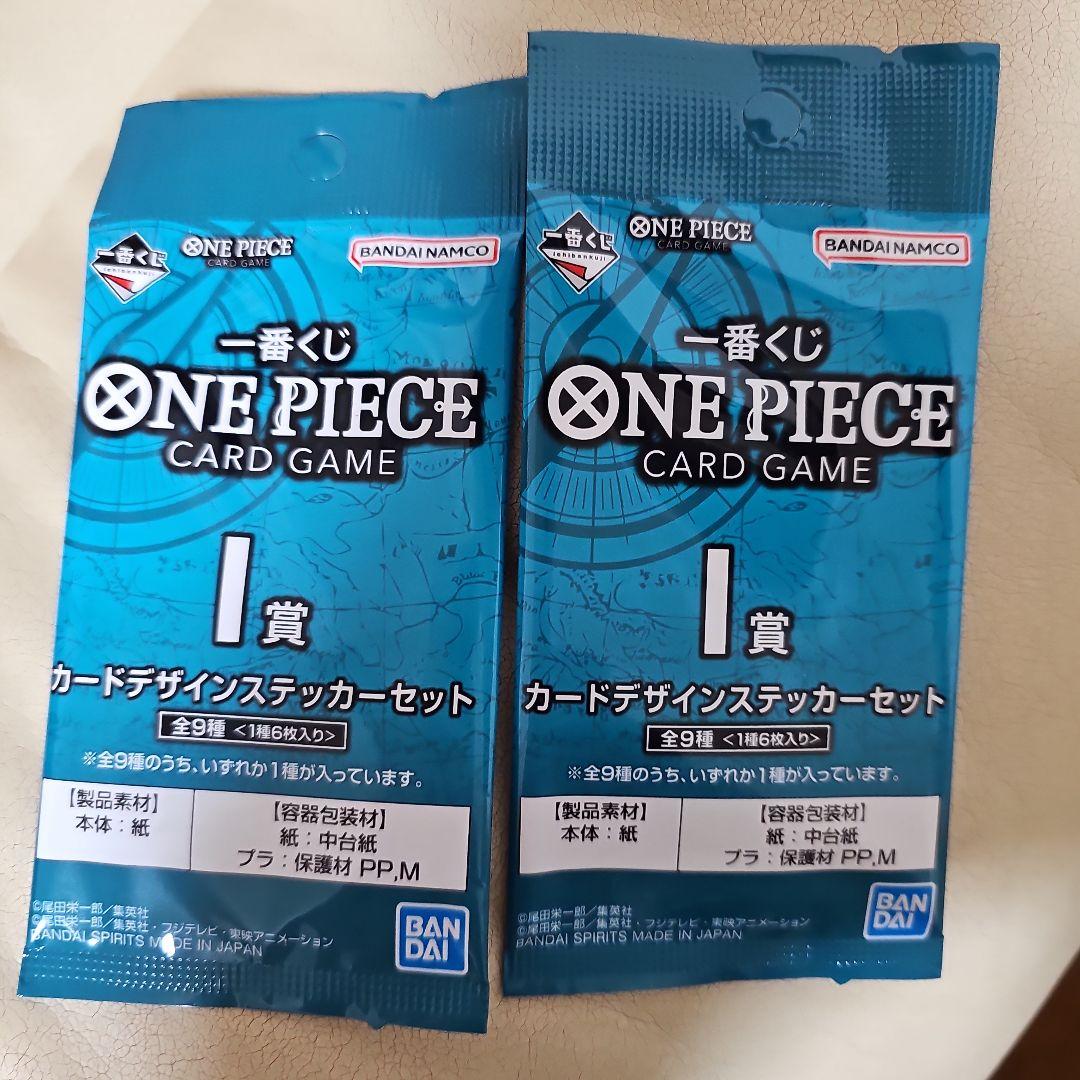 一番くじ
ichibankuji
ONE PIECE
CARD GAME
BANDAI NAMCO
一番くじ
ONE PIECE
CARD GAME
I賞
カードデザインステッカーセット
全9種 <1種6枚入り>
※全9種のうち、いずれか1種が入っています。
【製品素材】
本体：紙
【容器包装材】
紙：中台紙
プラ：保護材 PP,M
©尾田栄一郎／集英社
©尾田栄一郎／集英社・フジテレビ・東映アニメーション
BANDAI SPIRITS MADE IN JAPAN
BAN
DAI
一番くじ
ichibankuji
ONE PIECE
CARD GAME
BANDAI NAMCO
一番くじ
ONE PIECE
CARD GAME
I賞
カードデザインステッカーセット
全9種 <1種6枚入り>
※全9種のうち、いずれか1種が入っています。
【製品素材】
本体：紙
【容器包装材】
紙：中台紙
プラ：保護材 PP,M
©尾田栄一郎／集英社
©尾田栄一郎／集英社・フジテレビ・東映アニメーション
BANDAI SPIRITS MADE IN JAPAN
BAN
DAI